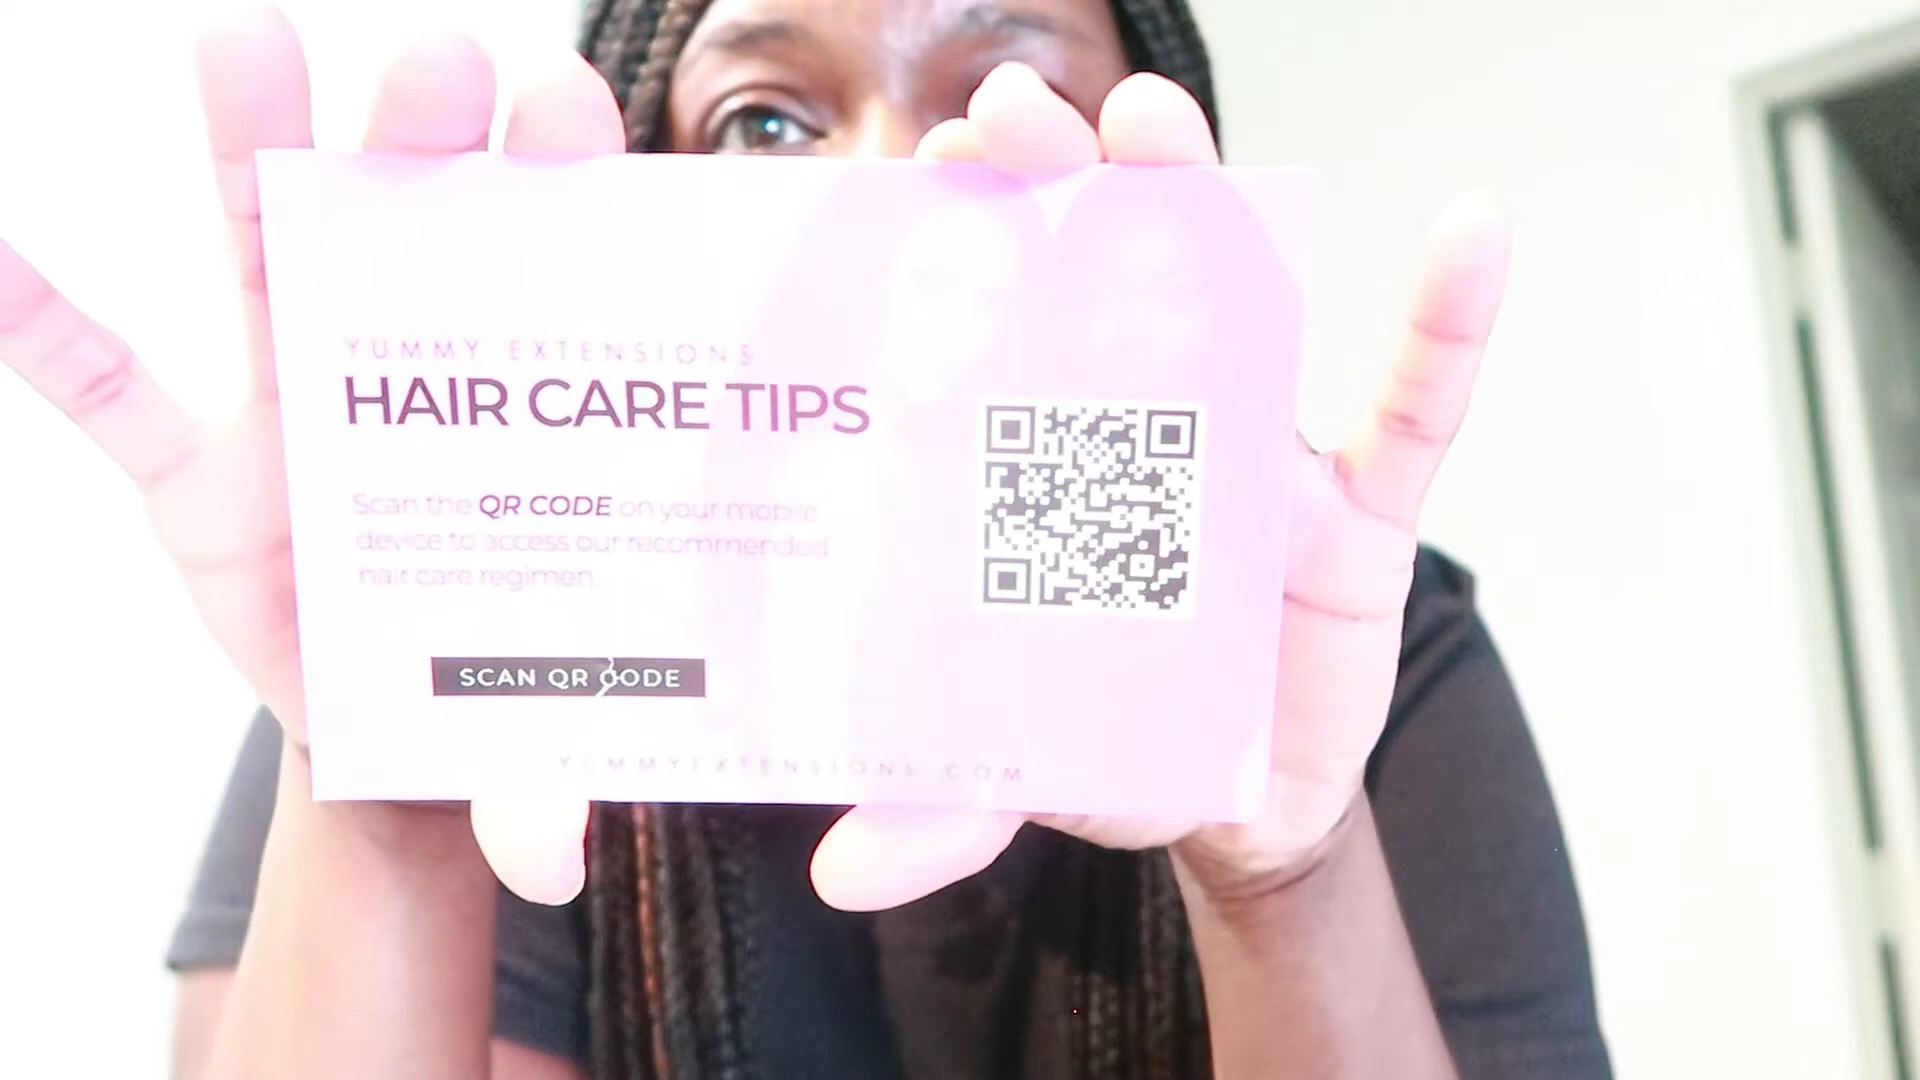 YUMMY EXTENSIONS
HAIR CARE TIPS
Scan the QR CODE on your mobile
device to access our recommended
hair care regimen
SCAN QR CODE
YUMMYEXTENSIONS.COM